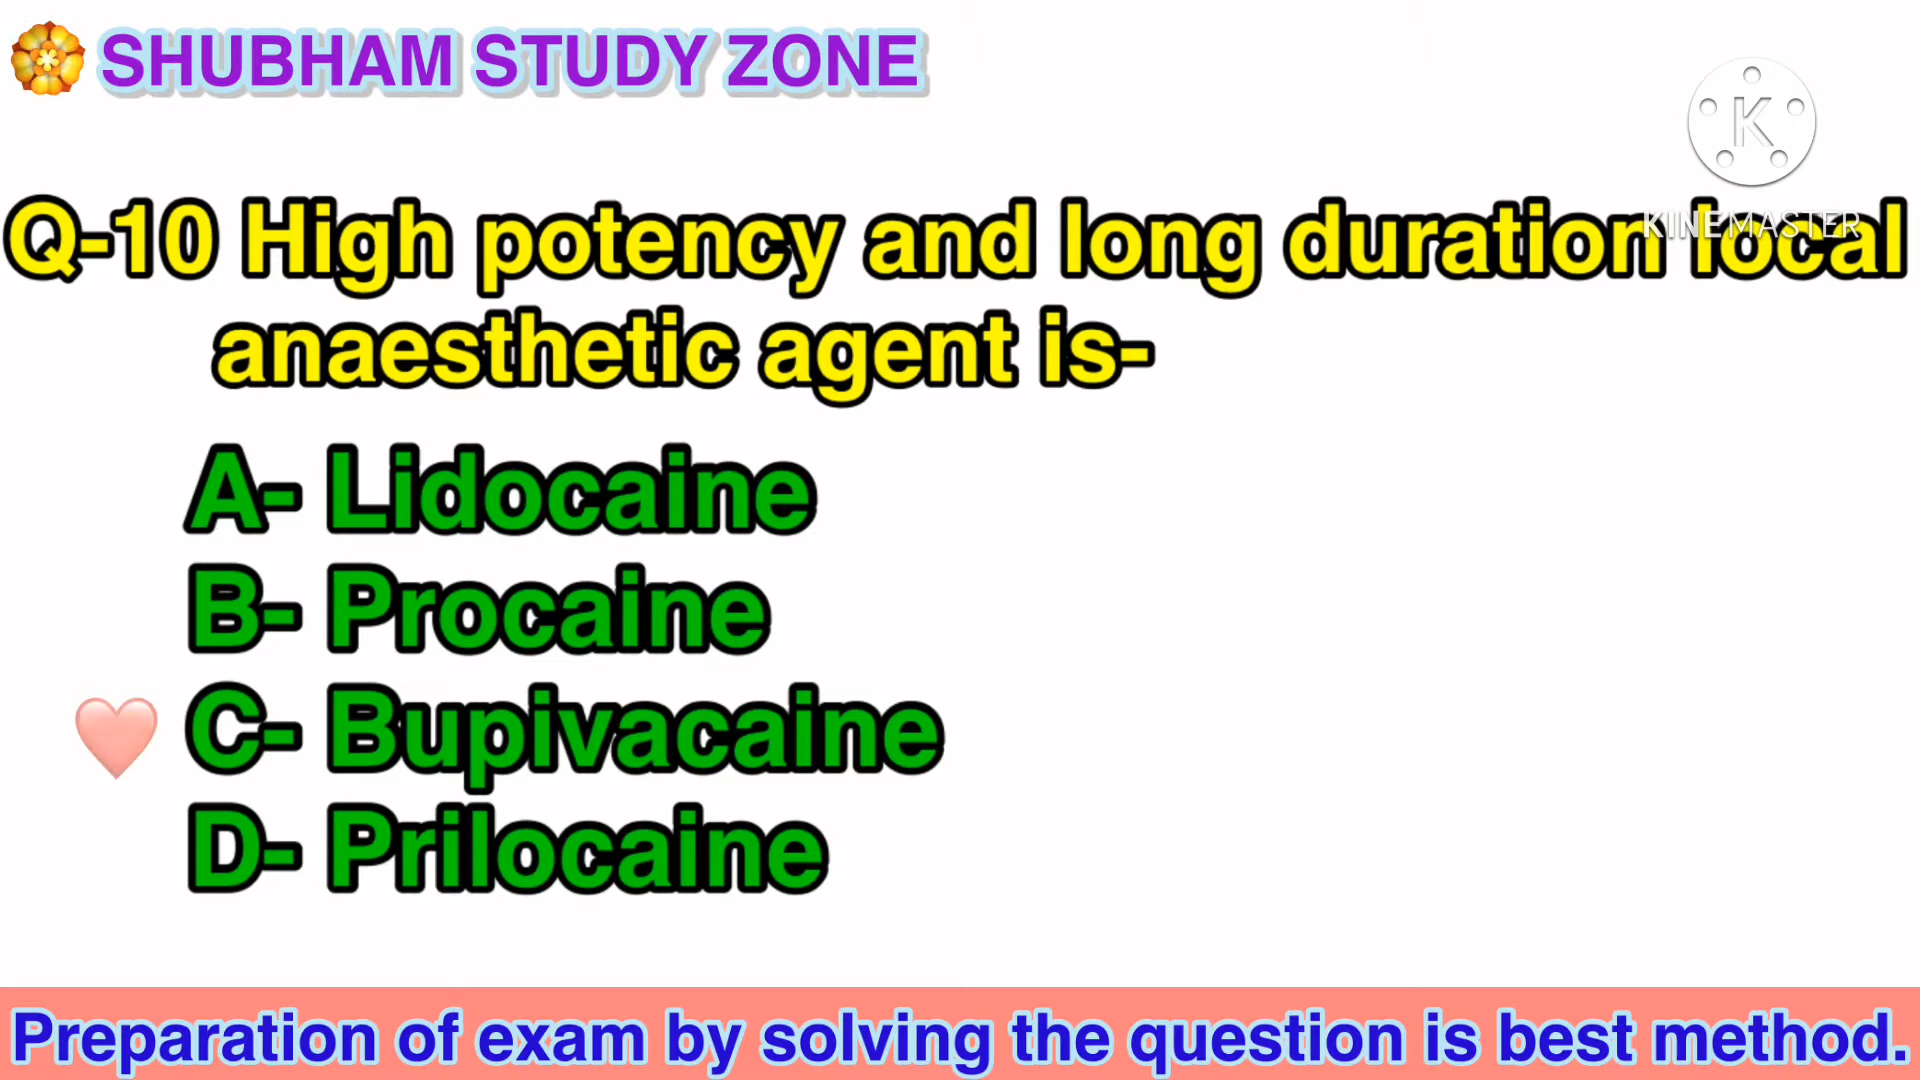 SHUBHAM STUDY ZONE
K
KINEMASTER
Q-10 High potency and long duration local
anaesthetic agent is-
A- Lidocaine
B- Procaine
C- Bupivacaine
D- Prilocaine
Preparation of exam by solving the question is best method.